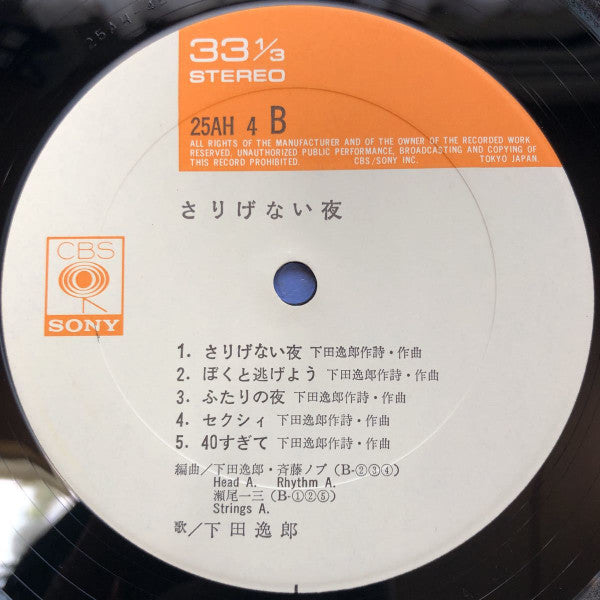 33 1/3
STEREO
25AH 4 B
ALL RIGHTS OF THE MANUFACTURER AND OF THE OWNER OF THE RECORDED WORK
RESERVED. UNAUTHORIZED PUBLIC PERFORMANCE, BROADCASTING AND COPYING OF
THIS RECORD PROHIBITED. CBS/SONY INC. TOKYO JAPAN.
さりげない夜
CBS
SONY
1. さりげない夜 下田逸郎作詩・作曲
2. ぼくと逃げよう 下田逸郎作詩・作曲
3. ふたりの夜 下田逸郎作詩・作曲
4. セクシィ 下田逸郎作詩・作曲
5. 40すぎて 下田逸郎作詩・作曲
編曲/下田逸郎・斉藤ノブ(B-②③④)
Head A. Rhythm A.
瀬尾一三(B-①②⑤)
Strings A.
歌/下田逸郎